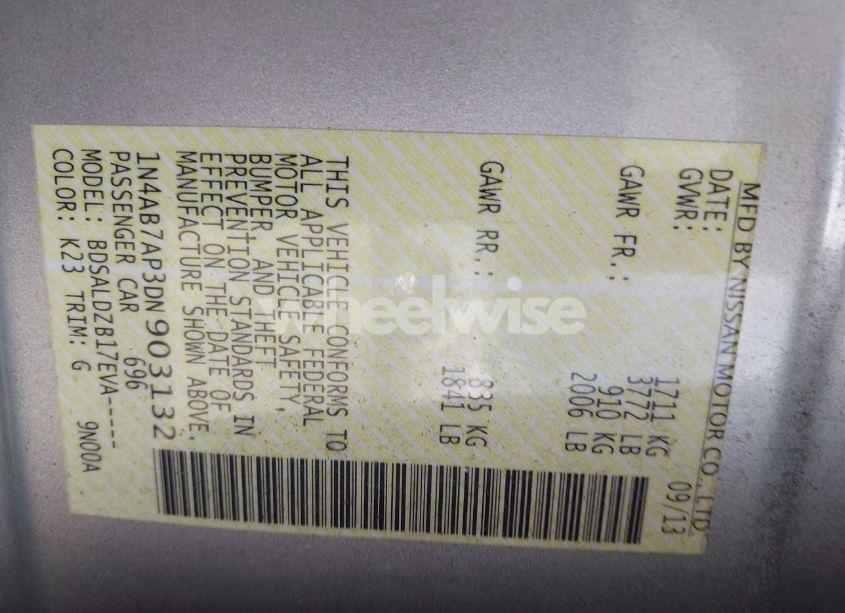 MFD BY NISSAN MOTOR CO., LTD.
DATE: 09/13
GVWR: 1711 KG
3772 LB
GAWR FR.: 910 KG
2006 LB
GAWR RR.: 835 KG
1841 LB
THIS VEHICLE CONFORMS TO
ALL APPLICABLE FEDERAL
MOTOR VEHICLE SAFETY,
BUMPER, AND THEFT
PREVENTION STANDARDS IN
EFFECT ON THE DATE OF
MANUFACTURE SHOWN ABOVE.
1N4AB7AP3DN903132
PASSENGER CAR 696
MODEL: BDSALDZB17EVA-----
COLOR: K23 TRIM: G 9N00A
wheelwise